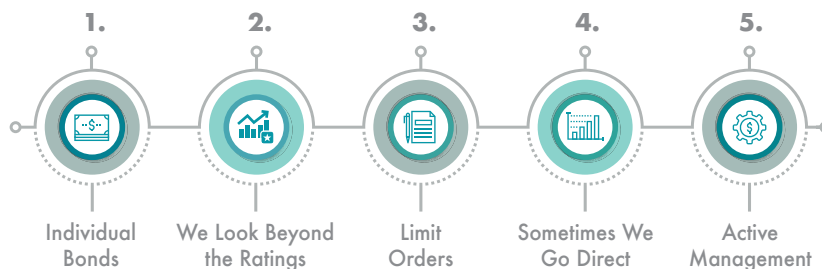 1.
2.
3.
4.
5.
$
$
Individual
Bonds
We Look Beyond
the Ratings
Limit
Orders
Sometimes We
Go Direct
Active
Management